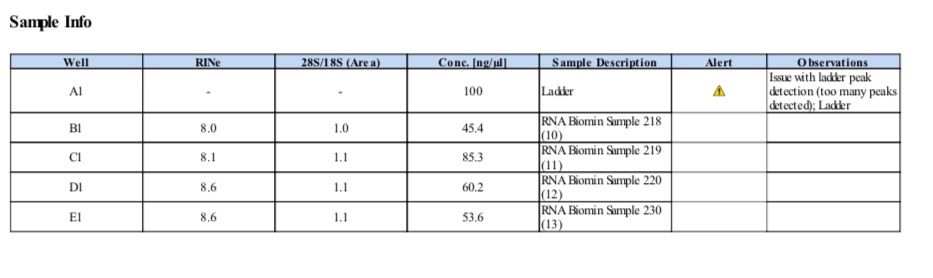 Sample Info
Well RINe 28S/18S (Area) Conc. [ng/µl] Sample Description Alert Observations
A1 - - 100 Ladder Issue with ladder peak
detection (too many peaks
detected); Ladder
B1 8.0 1.0 45.4 RNA Biomin Sample 218
(10)
C1 8.1 1.1 85.3 RNA Biomin Sample 219
(11)
D1 8.6 1.1 60.2 RNA Biomin Sample 220
(12)
E1 8.6 1.1 53.6 RNA Biomin Sample 230
(13)